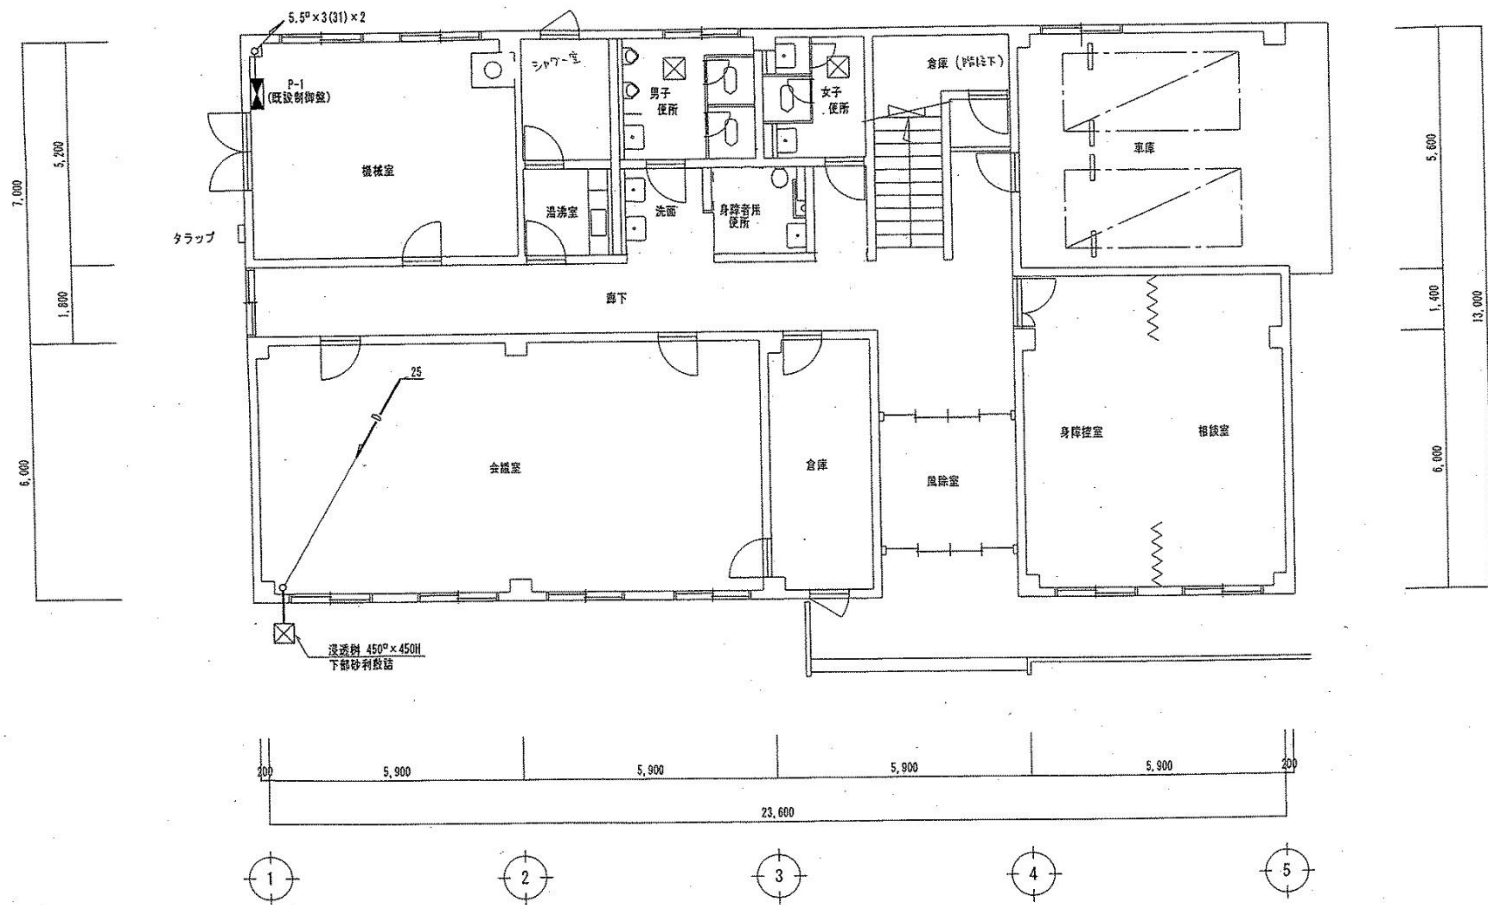 5.5□×3(31)×2
P-1
(既設制御盤)
機械室
シャワー室
男子
便所
女子
便所
倉庫(階段下)
車庫
湯沸室
洗面
身障者用
便所
タラップ
廊下
25
会議室
倉庫
風除室
身障控室
相談室
浸透桝 450□×450H
下部砂利敷詰
7,000
5,200
1,800
6,000
5,600
1,400
13,000
6,000
200
5,900
5,900
5,900
5,900
200
23,600
1
2
3
4
5